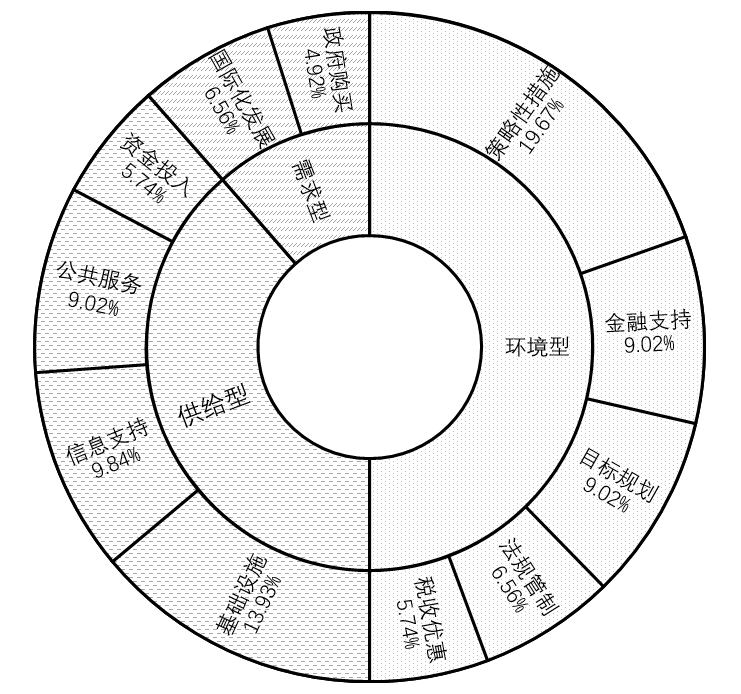 策略性措施
19.67%
金融支持
9.02%
目标规划
9.02%
法规管制
6.56%
税收优惠
5.74%
基础设施
13.93%
信息支持
9.84%
公共服务
9.02%
资金投入
5.74%
国际化发展
6.56%
政府购买
4.92%
环境型
供给型
需求型